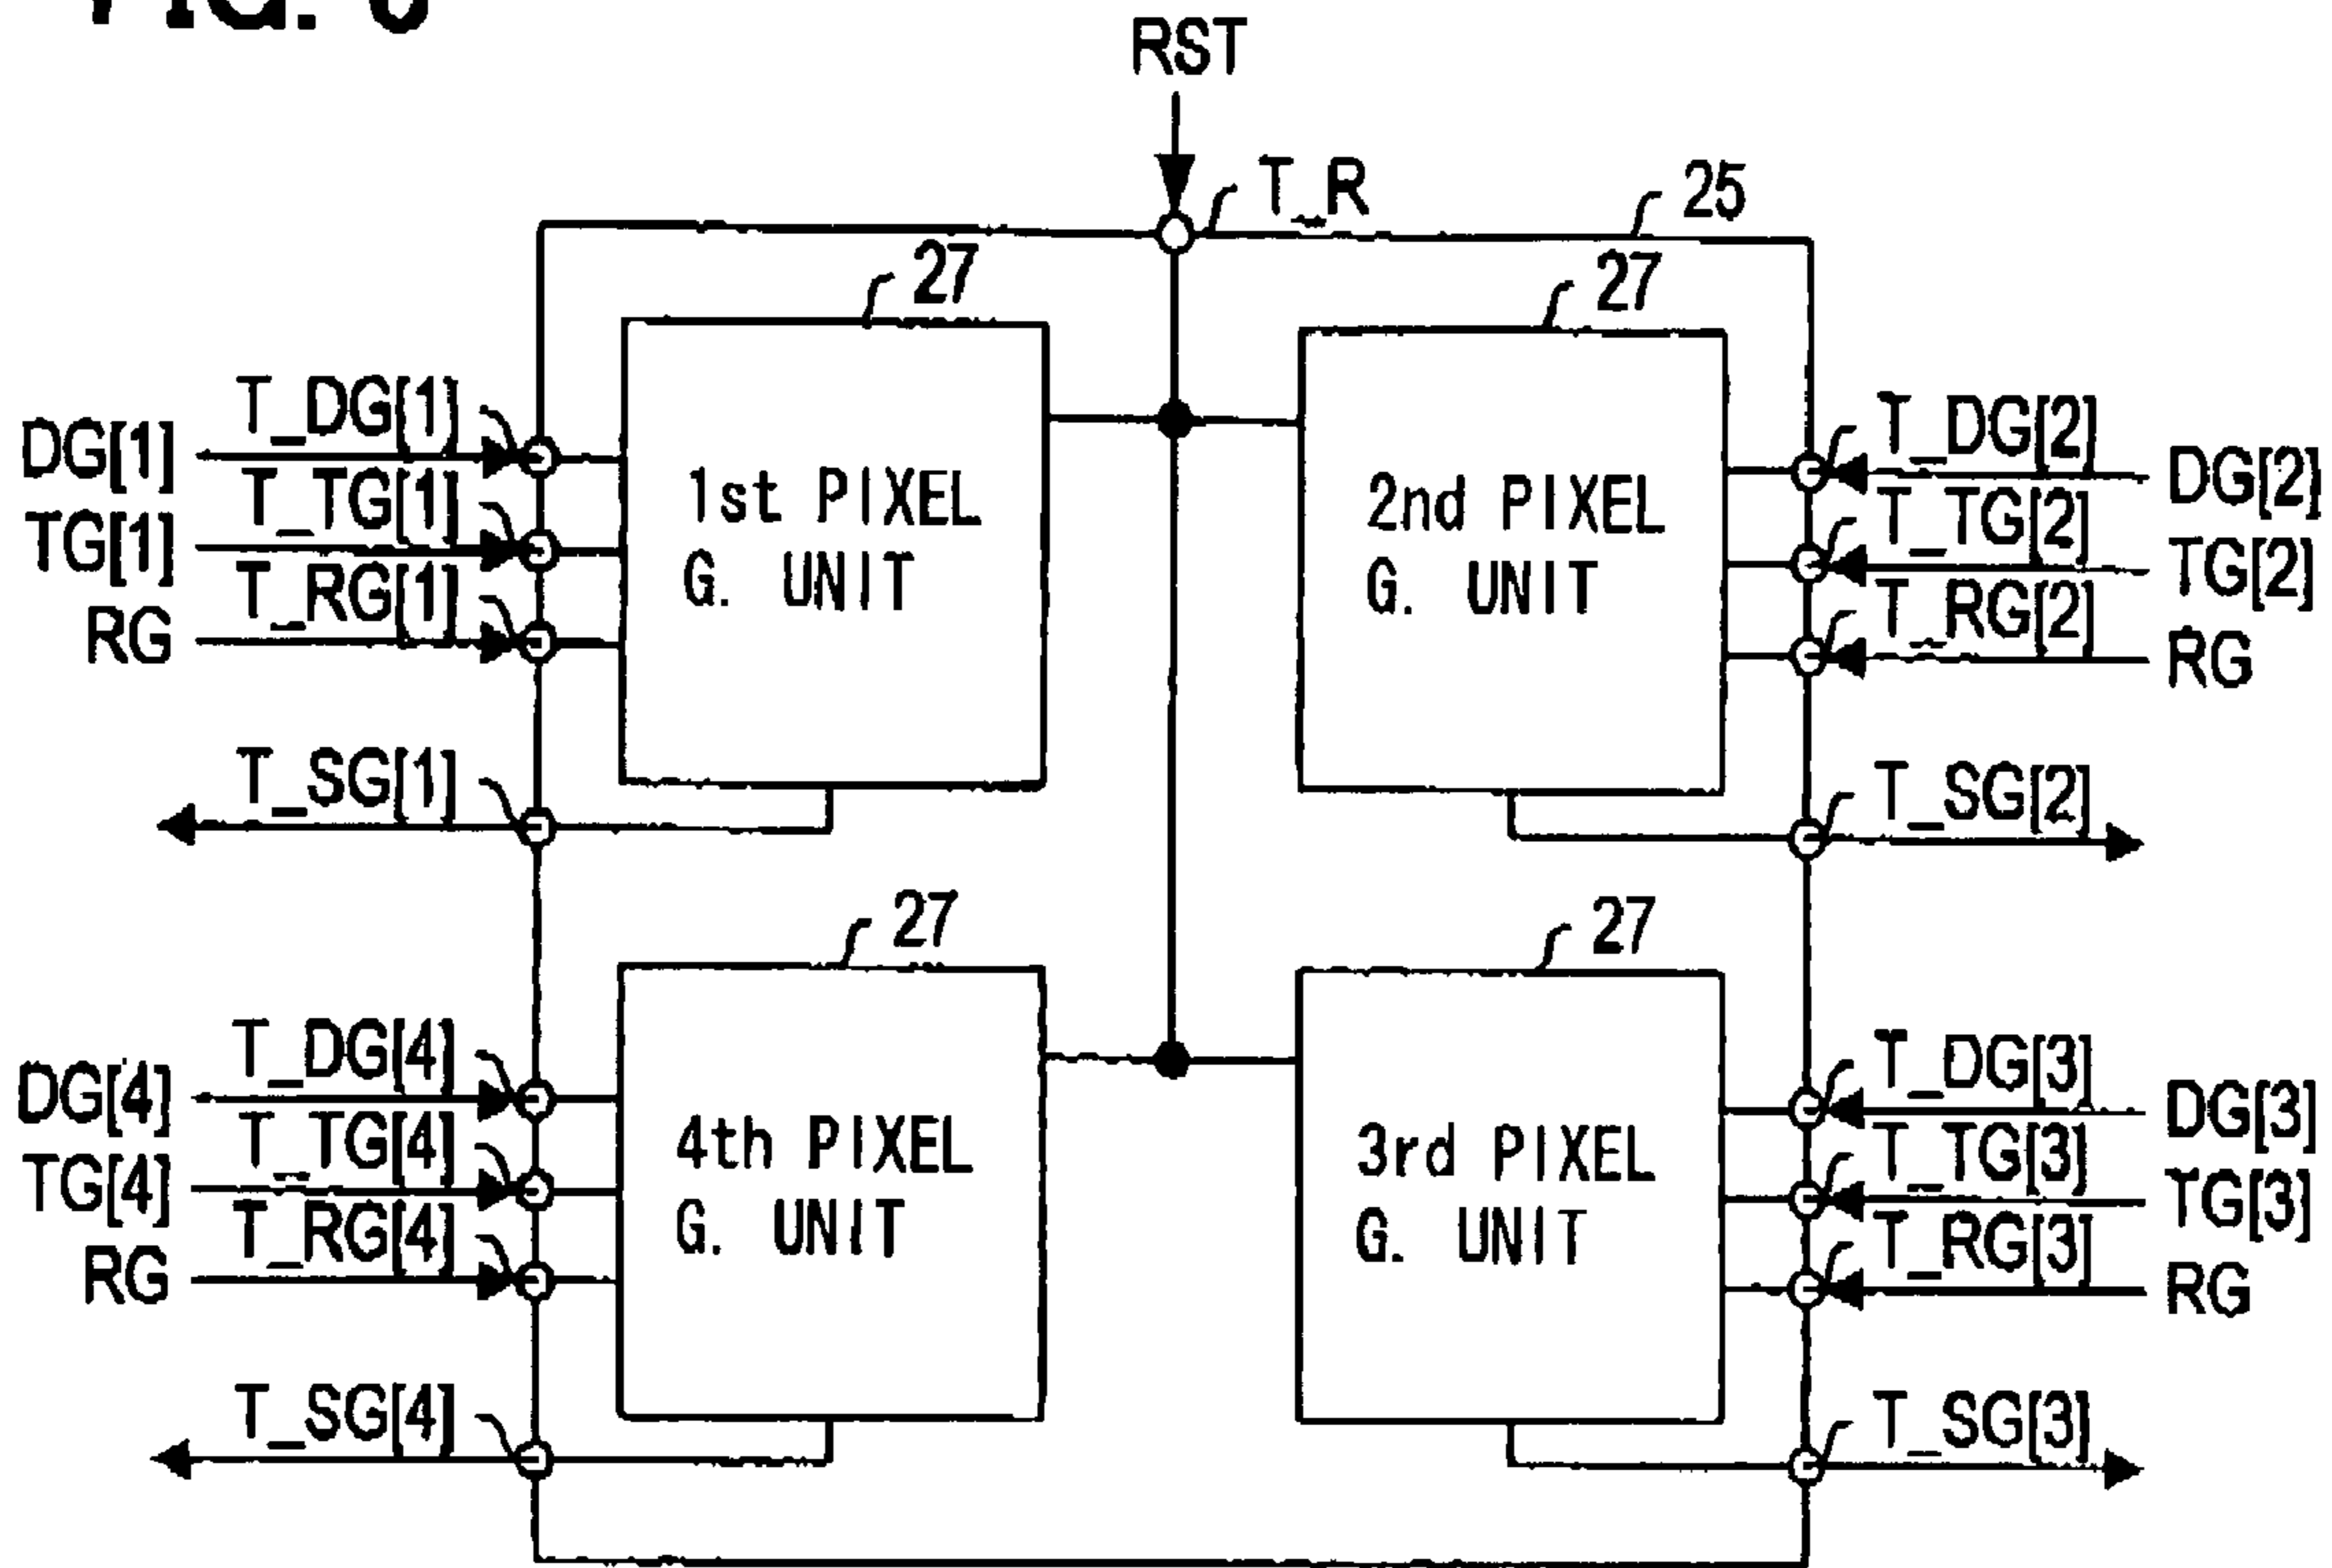 RST
T_R
25
27
27
T_DG[1]
DG[1]
T_TG[1]
TG[1]
T_RG[1]
RG
1st PIXEL
G. UNIT
2nd PIXEL
G. UNIT
T_DG[2]
DG[2]
T_TG[2]
TG[2]
T_RG[2]
RG
T_SG[1]
T_SG[2]
27
27
T_DG[4]
DG[4]
T_TG[4]
TG[4]
T_RG[4]
RG
4th PIXEL
G. UNIT
3rd PIXEL
G. UNIT
T_DG[3]
DG[3]
T_TG[3]
TG[3]
T_RG[3]
RG
T_SG[4]
T_SG[3]